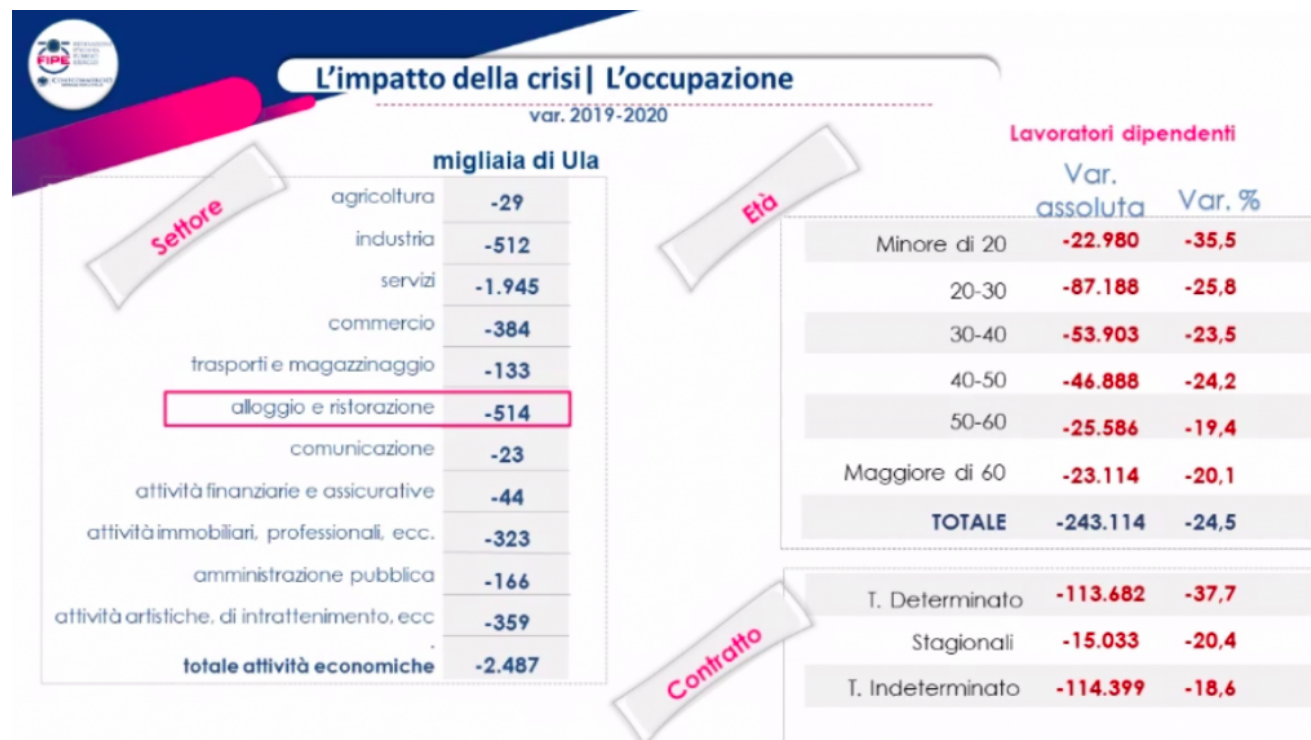 FIPE
L'impatto della crisi| L'occupazione
var. 2019-2020
Settore
migliaia di Ula
agricoltura -29
industria -512
servizi -1.945
commercio -384
trasporti e magazzinaggio -133
alloggio e ristorazione -514
comunicazione -23
attività finanziarie e assicurative -44
attività immobiliari, professionali, ecc. -323
amministrazione pubblica -166
attività artistiche, di intrattenimento, ecc -359
.
totale attività economiche -2.487
Età
Lavoratori dipendenti
Var.
assoluta Var. %
Minore di 20 -22.980 -35,5
20-30 -87.188 -25,8
30-40 -53.903 -23,5
40-50 -46.888 -24,2
50-60 -25.586 -19,4
Maggiore di 60 -23.114 -20,1
TOTALE -243.114 -24,5
Contratto
T. Determinato -113.682 -37,7
Stagionali -15.033 -20,4
T. Indeterminato -114.399 -18,6